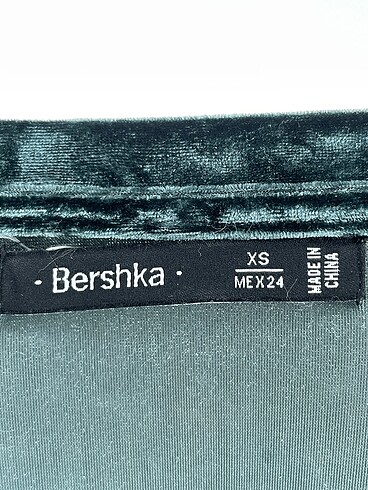 · Bershka ·
XS
MEX 24
MADE IN
CHINA